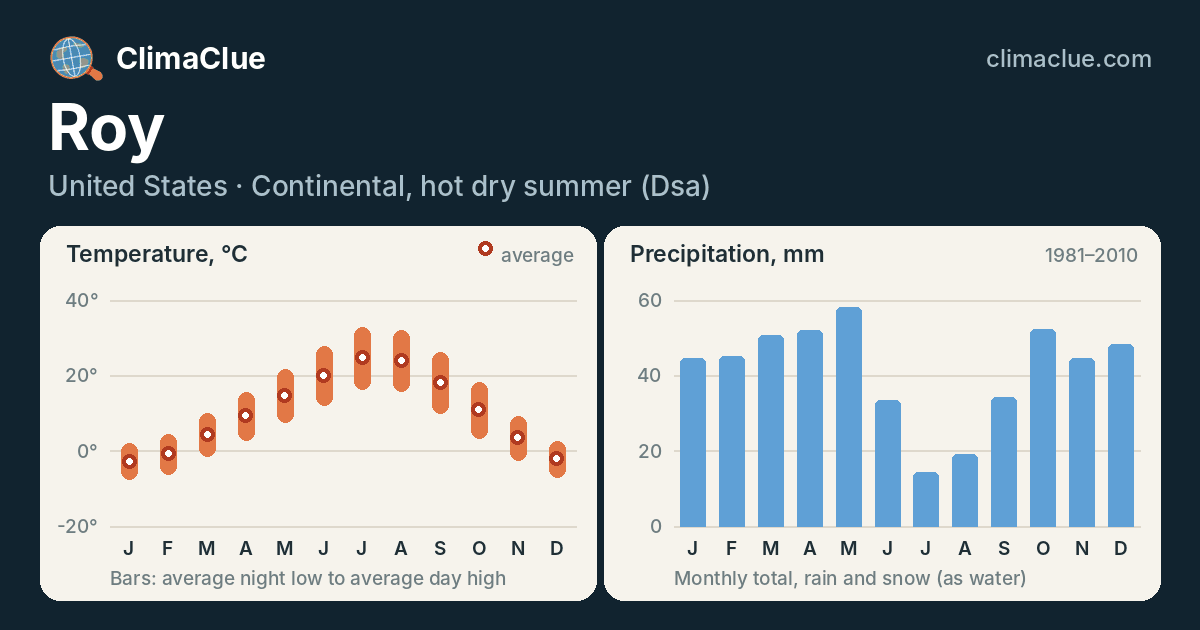 ClimaClue
climaclue.com
Roy
United States · Continental, hot dry summer (Dsa)
Temperature, °C
average
40°
20°
0°
-20°
J F M A M J J A S O N D
Bars: average night low to average day high
Precipitation, mm
1981–2010
60
40
20
0
J F M A M J J A S O N D
Monthly total, rain and snow (as water)